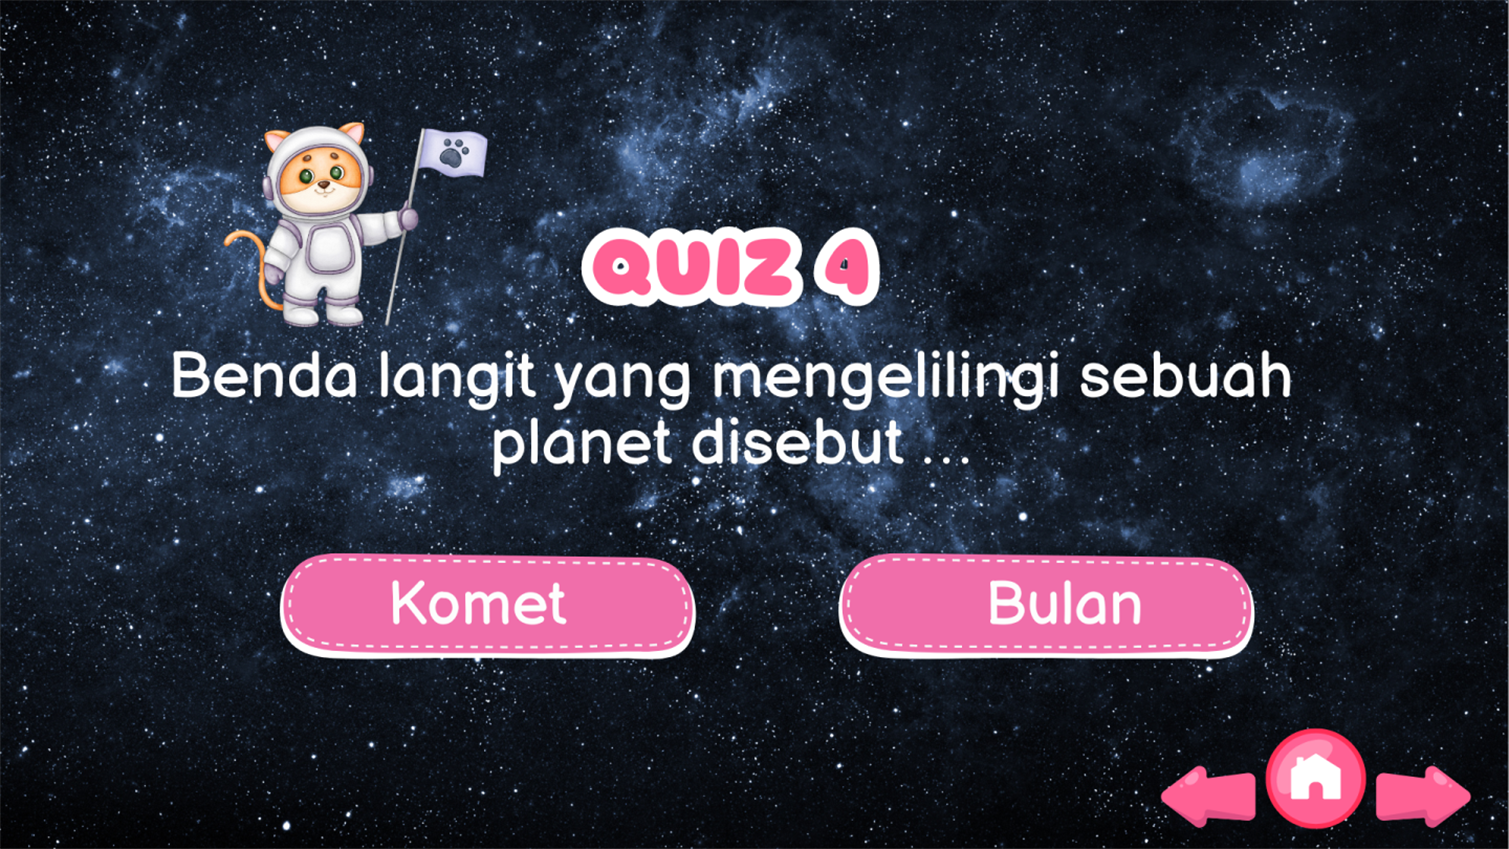 QUIZ 4
Benda langit yang mengelilingi sebuah
planet disebut ...
Komet
Bulan